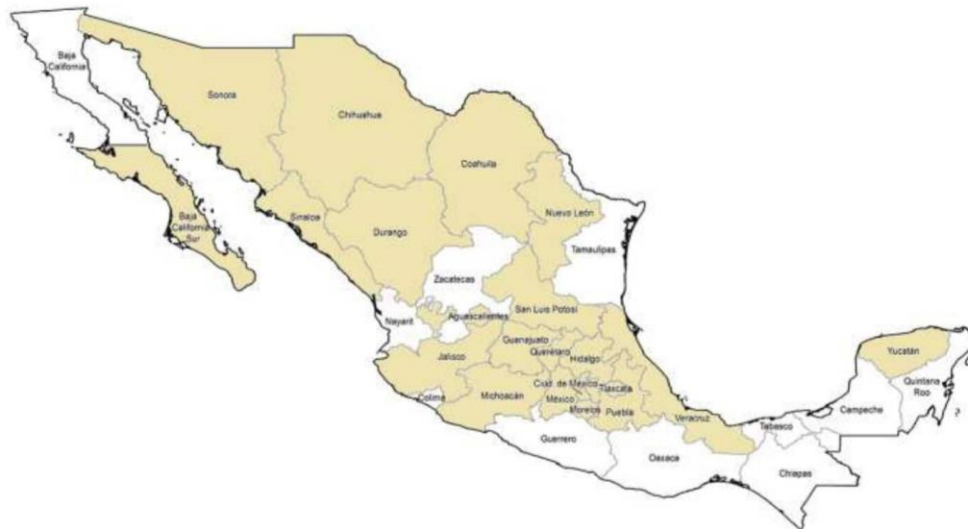 Baja
California
Sonora
Chihuahua
Coahuila
Baja
California
Sur
Sinaloa
Durango
Nuevo León
Tamaulipas
Zacatecas
Nayarit
Aguascalientes
San Luis Potosí
Jalisco
Guanajuato
Querétaro
Hidalgo
Colima
Michoacán
Ciud. de México
México
Morelos
Tlaxcala
Puebla
Veracruz
Guerrero
Oaxaca
Tabasco
Chiapas
Campeche
Yucatán
Quintana
Roo